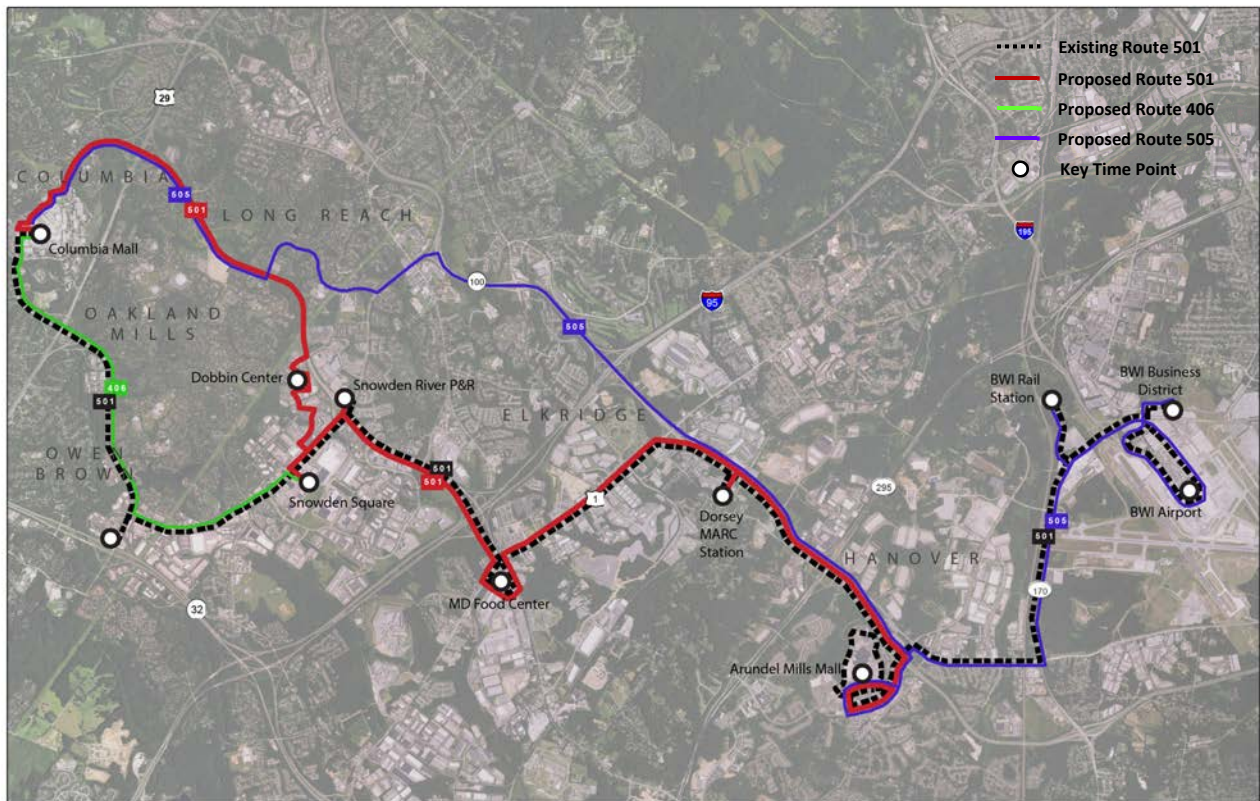 Existing Route 501
Proposed Route 501
Proposed Route 406
Proposed Route 505
Key Time Point
29
COLUMBIA
505
501
LONG REACH
195
Columbia Mall
100
95
OAKLAND
MILLS
505
Dobbin Center
Snowden River P&R
BWI Rail
Station
BWI Business
District
406
501
ELKRIDGE
OWEN
BROWN
501
501
Snowden Square
1
295
Dorsey
MARC
Station
BWI Airport
505
501
HANOVER
MD Food Center
170
32
Arundel Mills Mall